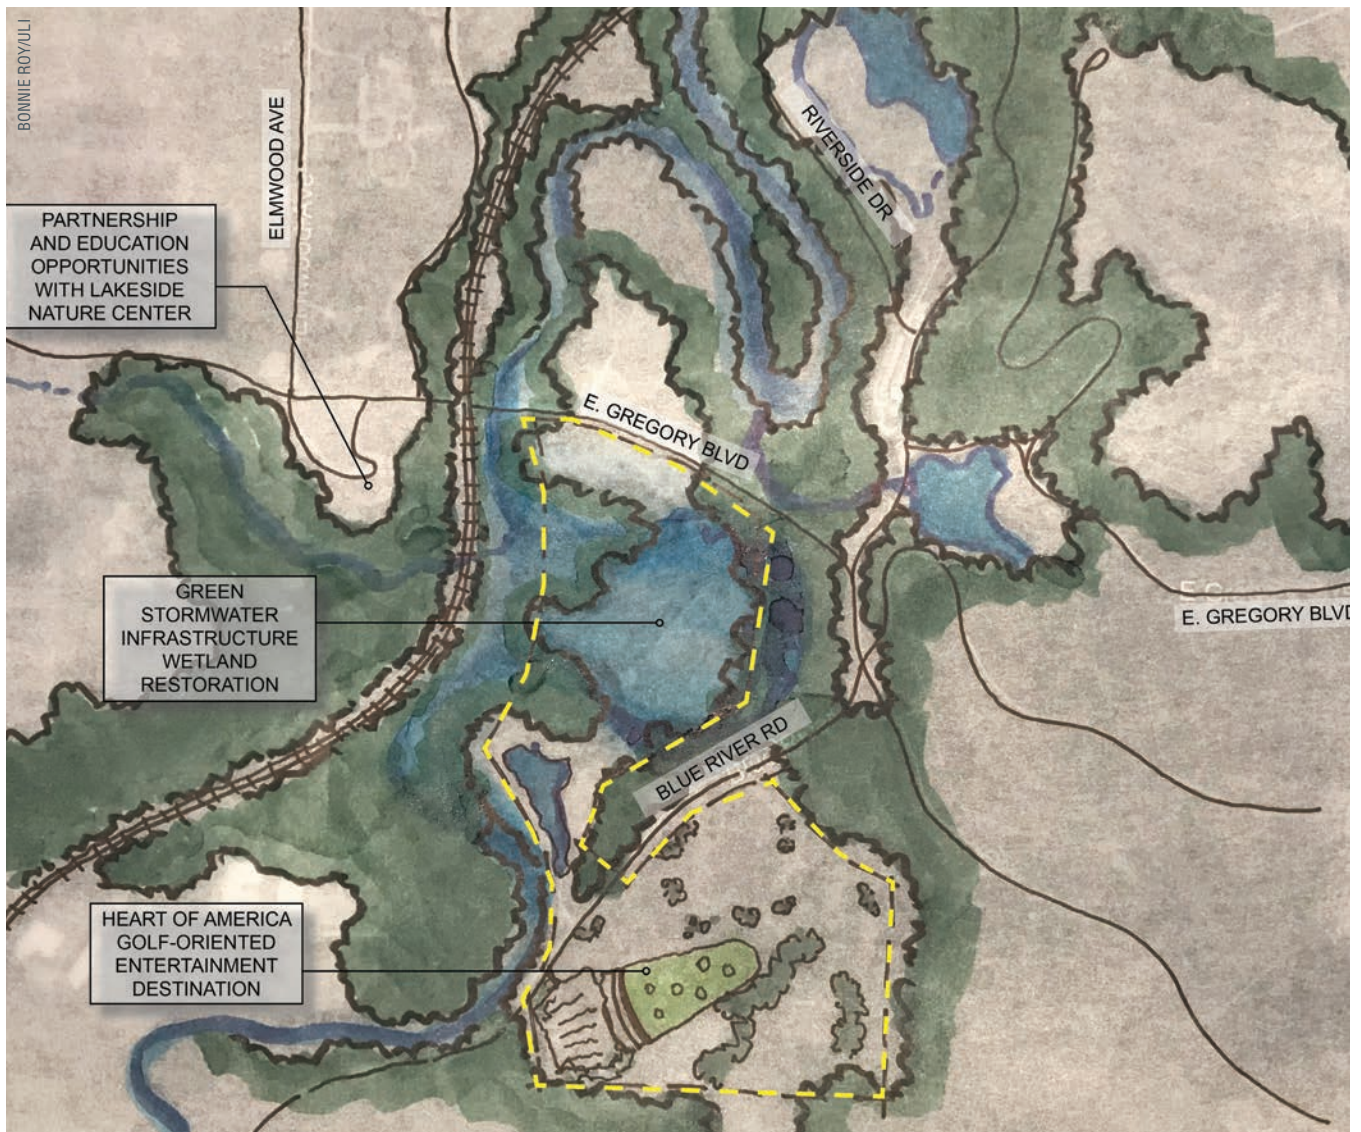 BONNIE ROY/ULI
ELMWOOD AVE
RIVERSIDE DR
PARTNERSHIP
AND EDUCATION
OPPORTUNITIES
WITH LAKESIDE
NATURE CENTER
E. GREGORY BLVD
GREEN
STORMWATER
INFRASTRUCTURE
WETLAND
RESTORATION
E. GREGORY BLVD
BLUE RIVER RD
HEART OF AMERICA
GOLF-ORIENTED
ENTERTAINMENT
DESTINATION